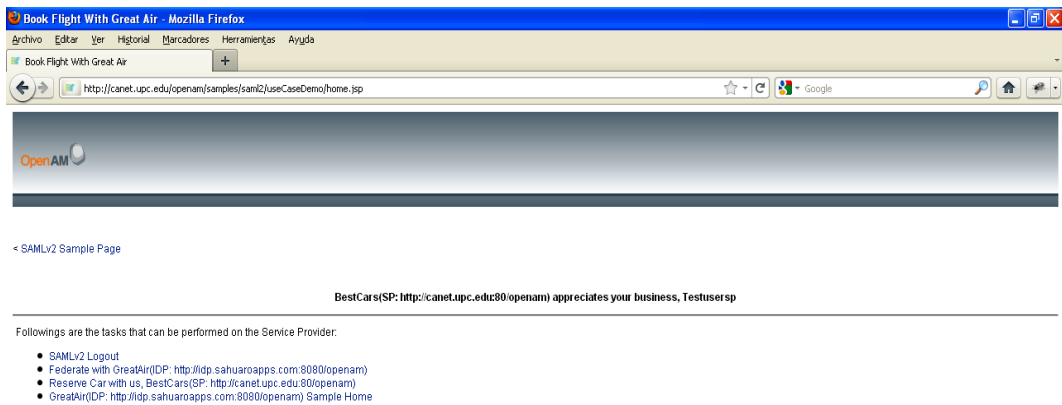 Book Flight With Great Air - Mozilla Firefox
Archivo Editar Ver Historial Marcadores Herramientas Ayuda
Book Flight With Great Air
http://canet.upc.edu/openam/samples/saml2/useCaseDemo/home.jsp
Google
OpenAM
< SAMLv2 Sample Page
BestCars(SP: http://canet.upc.edu:80/openam) appreciates your business, Testusersp
Followings are the tasks that can be performed on the Service Provider:
SAMLv2 Logout
Federate with GreatAir(IDP: http://idp.sahuaroapps.com:8080/openam)
Reserve Car with us, BestCars(SP: http://canet.upc.edu:80/openam)
GreatAir(IDP: http://idp.sahuaroapps.com:8080/openam) Sample Home